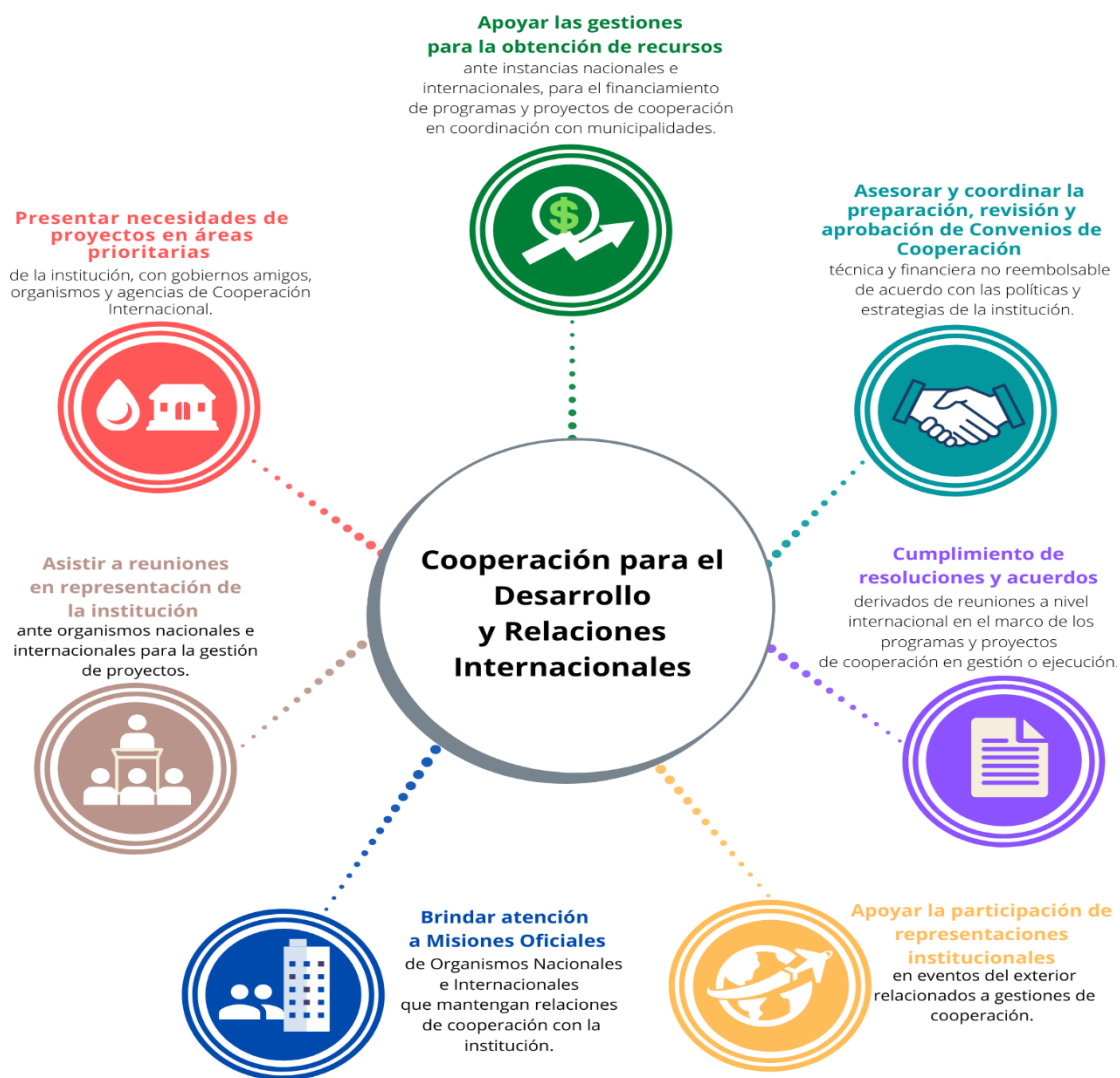 Apoyar las gestiones
para la obtención de recursos
ante instancias nacionales e
internacionales, para el financiamiento
de programas y proyectos de cooperación
en coordinación con municipalidades.
$
Presentar necesidades de
proyectos en áreas
prioritarias
de la institución, con gobiernos amigos,
organismos y agencias de Cooperación
Internacional.
Asesorar y coordinar la
preparación, revisión y
aprobación de Convenios de
Cooperación
técnica y financiera no reembolsable
de acuerdo con las políticas y
estrategias de la institución.
Cooperación para el
Desarrollo
y Relaciones
Internacionales
Asistir a reuniones
en representación de
la institución
ante organismos nacionales e
internacionales para la gestión
de proyectos.
Cumplimiento de
resoluciones y acuerdos
derivados de reuniones a nivel
internacional en el marco de los
programas y proyectos
de cooperación en gestión o ejecución.
Brindar atención
a Misiones Oficiales
de Organismos Nacionales
e Internacionales
que mantengan relaciones
de cooperación con la
institución.
Apoyar la participación de
representaciones
institucionales
en eventos del exterior
relacionados a gestiones de
cooperación.